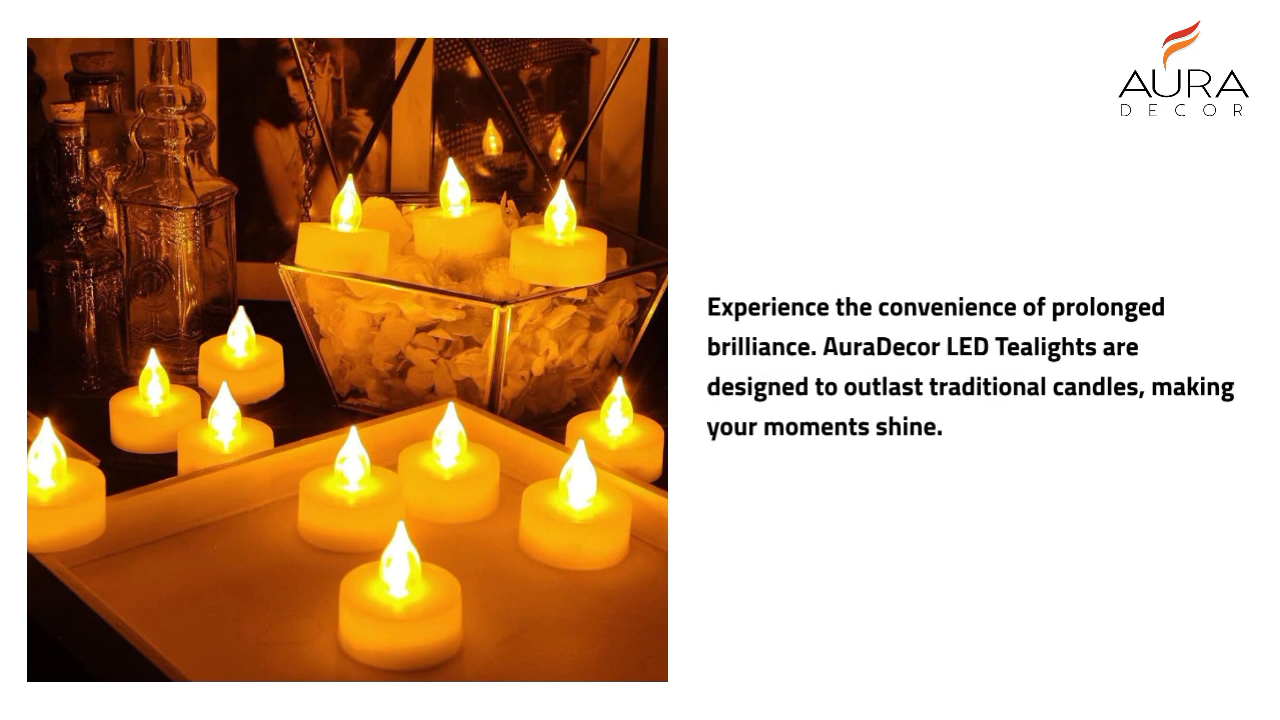 AURA
DECOR
Experience the convenience of prolonged
brilliance. AuraDecor LED Tealights are
designed to outlast traditional candles, making
your moments shine.